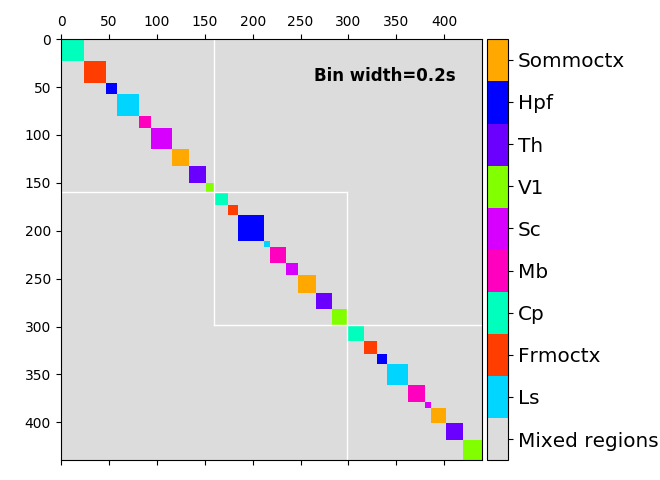 0 50 100 150 200 250 300 350 400
0
50
100
150
200
250
300
350
400
Bin width=0.2s
Sommoctx
Hpf
Th
V1
Sc
Mb
Cp
Frmoctx
Ls
Mixed regions